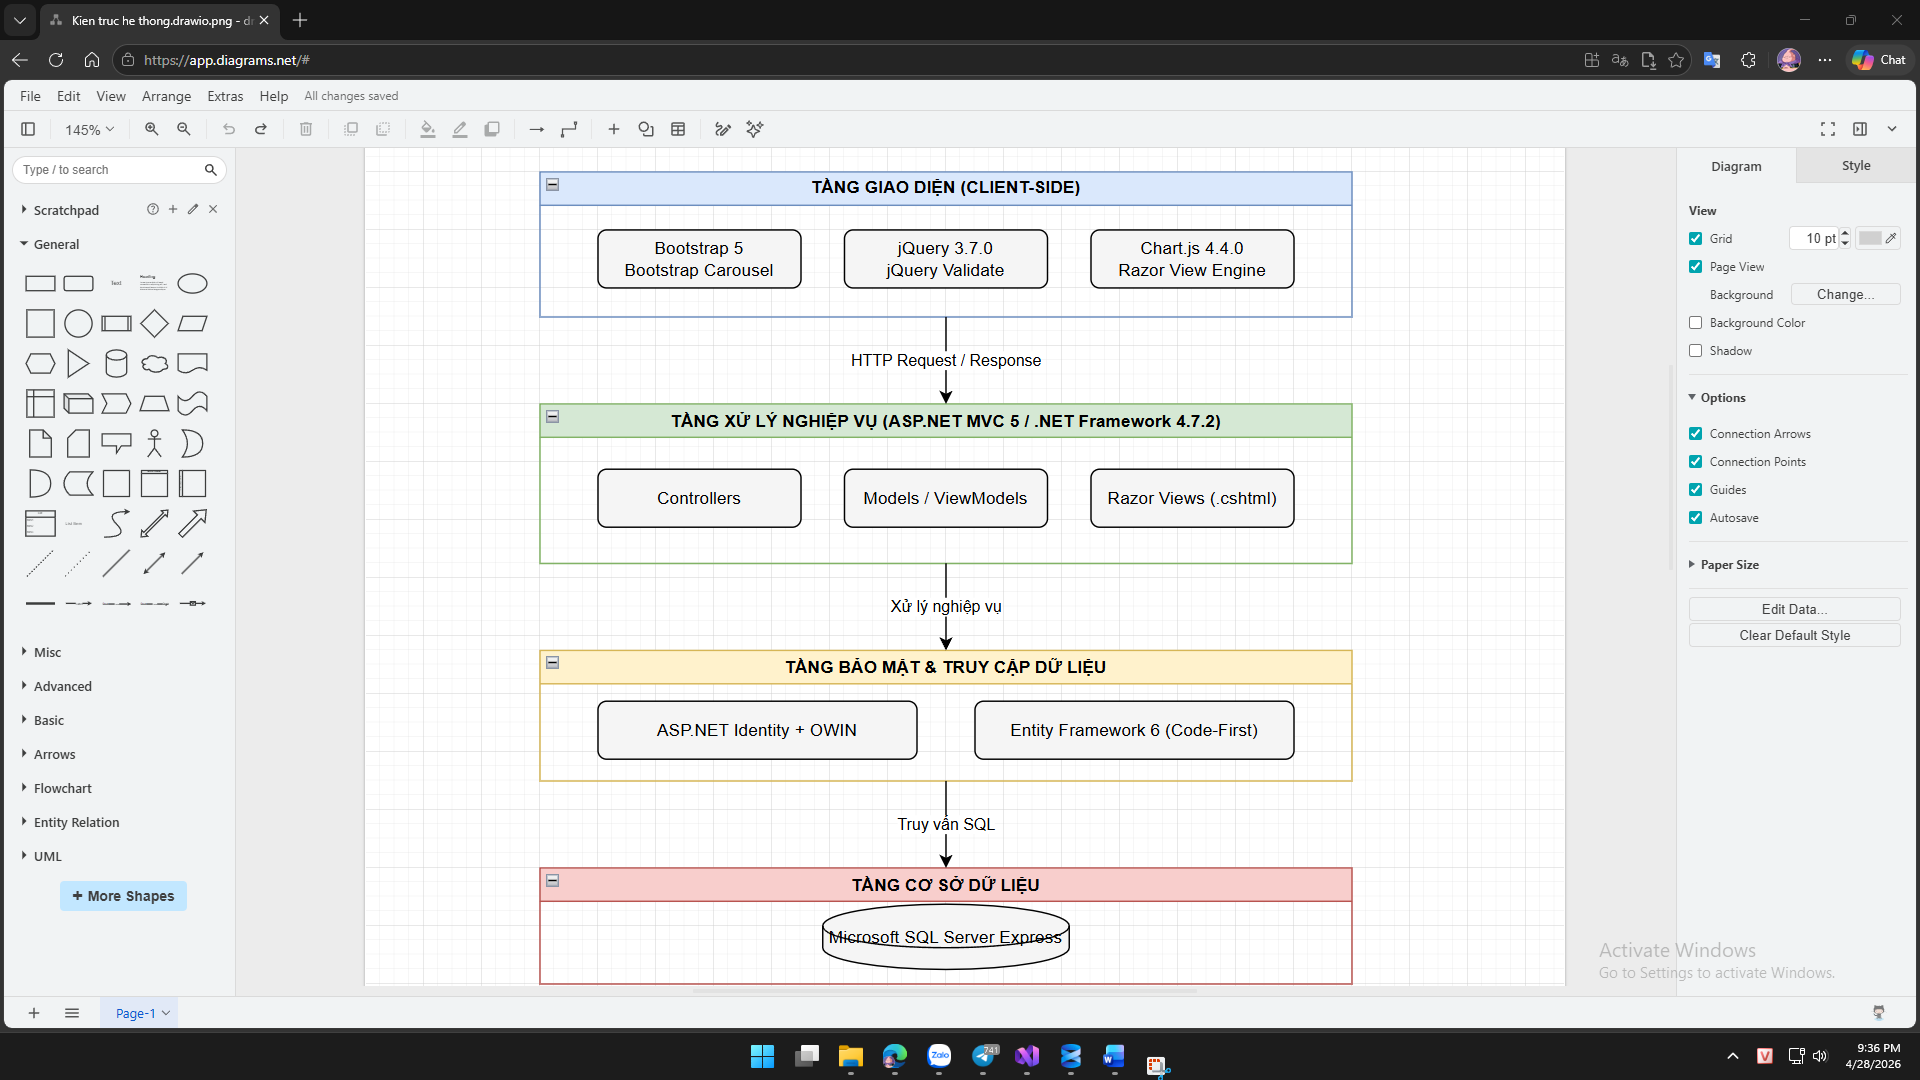 Kien truc he thong.drawio.png - dr
https://app.diagrams.net/#
Chat
File Edit View Arrange Extras Help All changes saved
145%
Type / to search
Scratchpad
General
Text
Heading
Misc
Advanced
Basic
Arrows
Flowchart
Entity Relation
UML
+ More Shapes
TẦNG GIAO DIỆN (CLIENT-SIDE)
Bootstrap 5
Bootstrap Carousel
jQuery 3.7.0
jQuery Validate
Chart.js 4.4.0
Razor View Engine
HTTP Request / Response
TẦNG XỬ LÝ NGHIỆP VỤ (ASP.NET MVC 5 / .NET Framework 4.7.2)
Controllers
Models / ViewModels
Razor Views (.cshtml)
Xử lý nghiệp vụ
TẦNG BẢO MẬT & TRUY CẬP DỮ LIỆU
ASP.NET Identity + OWIN
Entity Framework 6 (Code-First)
Truy vấn SQL
TẦNG CƠ SỞ DỮ LIỆU
Microsoft SQL Server Express
Diagram
Style
View
Grid
10 pt
Page View
Background
Change...
Background Color
Shadow
Options
Connection Arrows
Connection Points
Guides
Autosave
Paper Size
Edit Data...
Clear Default Style
Activate Windows
Go to Settings to activate Windows.
Page-1
Zalo
741
9:36 PM
4/28/2026